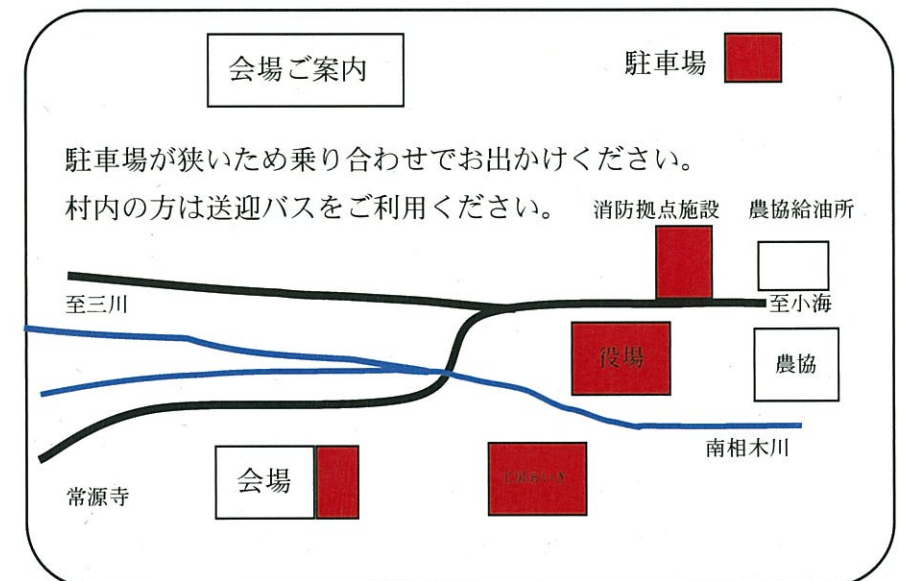 会場ご案内
駐車場
駐車場が狭いため乗り合わせでお出かけください。
村内の方は送迎バスをご利用ください。
消防拠点施設
農協給油所
至三川
至小海
役場
農協
南相木川
会場
常源寺